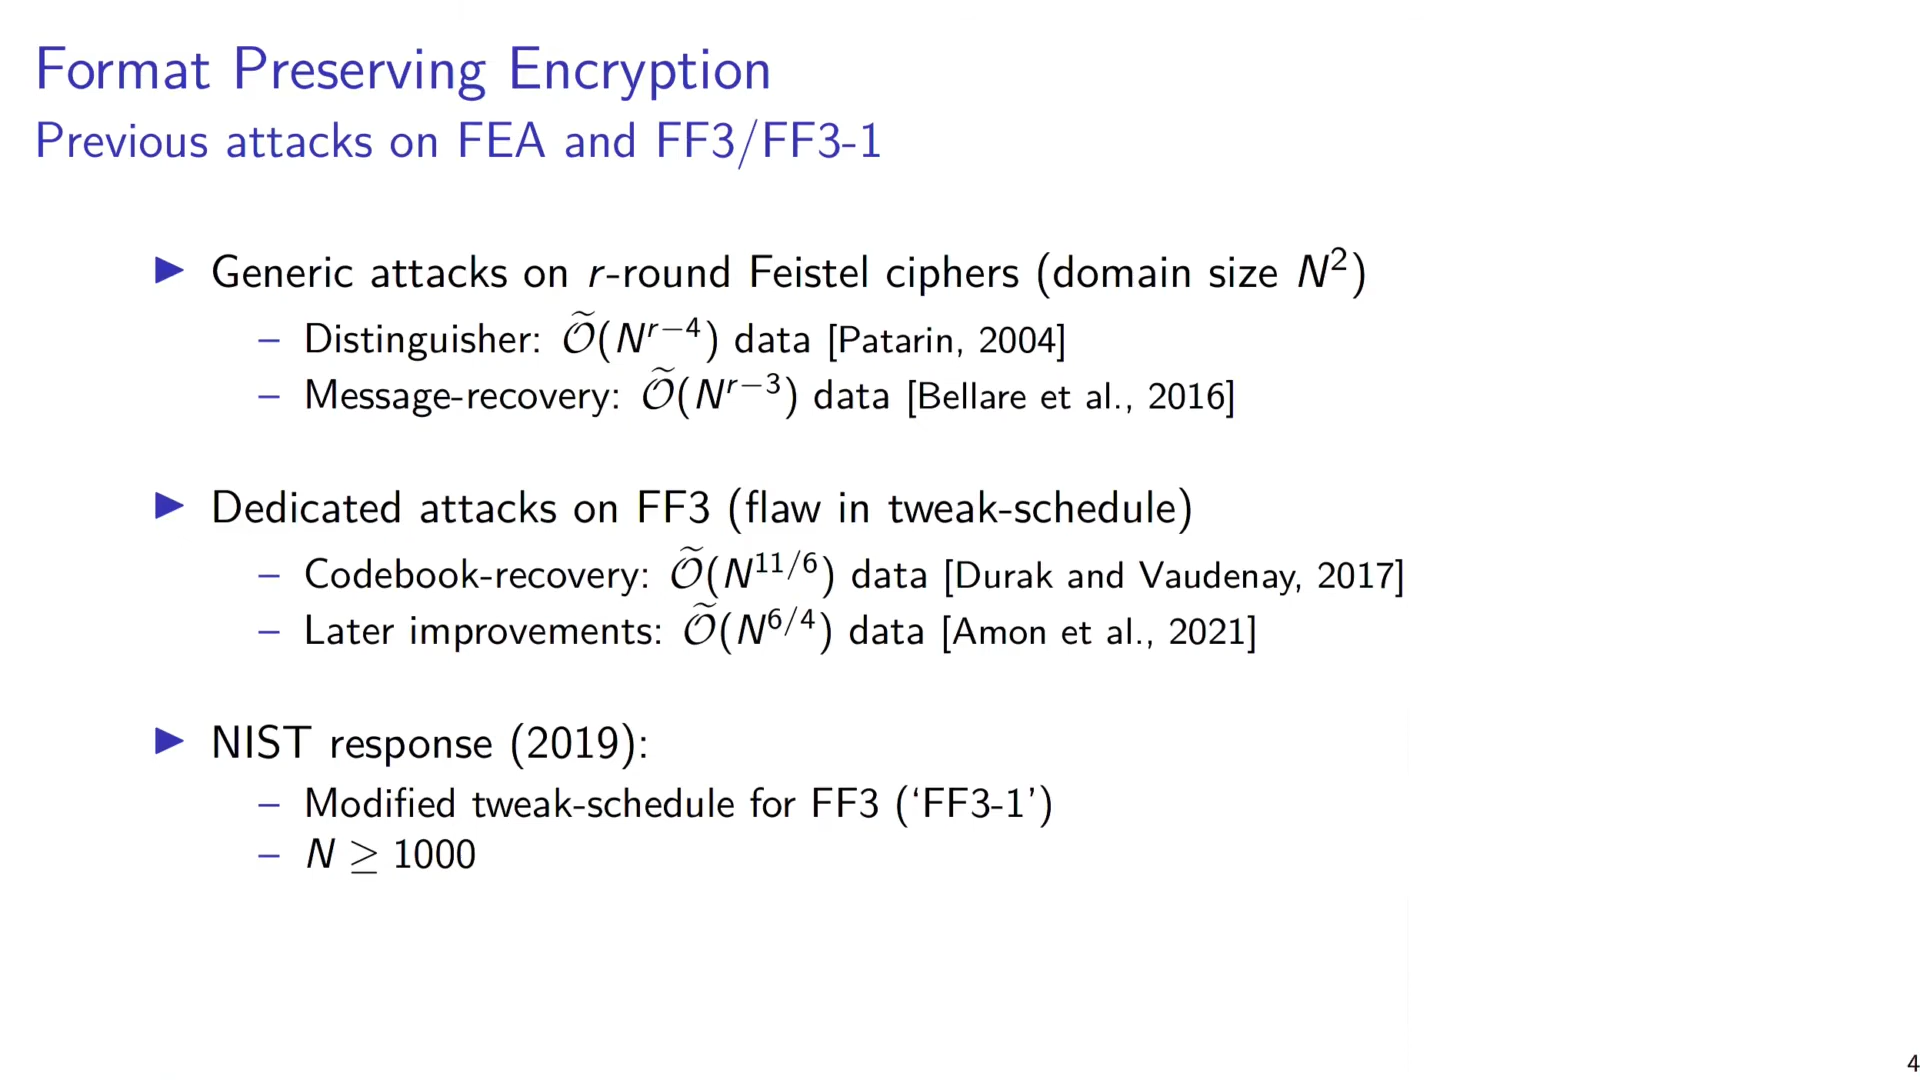 Format Preserving Encryption
Previous attacks on FEA and FF3/FF3-1
▶ Generic attacks on r-round Feistel ciphers (domain size N²)
– Distinguisher: Õ(N^{r−4}) data [Patarin, 2004]
– Message-recovery: Õ(N^{r−3}) data [Bellare et al., 2016]
▶ Dedicated attacks on FF3 (flaw in tweak-schedule)
– Codebook-recovery: Õ(N^{11/6}) data [Durak and Vaudenay, 2017]
– Later improvements: Õ(N^{6/4}) data [Amon et al., 2021]
▶ NIST response (2019):
– Modified tweak-schedule for FF3 (‘FF3-1’)
– N ≥ 1000
4